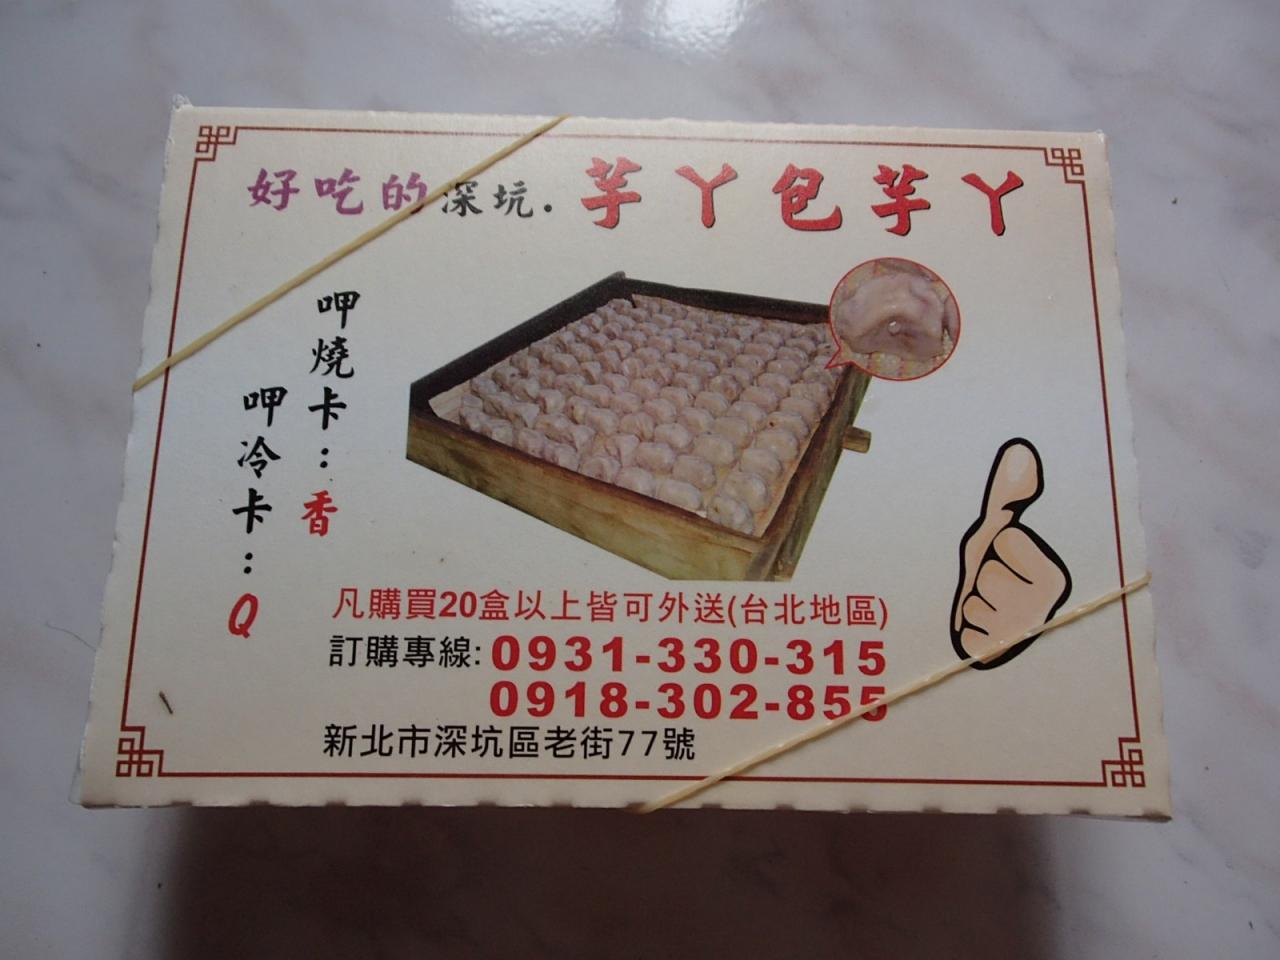 好吃的深坑.芋丫包芋丫
呷燒卡:香
呷冷卡:Q
凡購買20盒以上皆可外送(台北地區)
訂購專線:0931-330-315
0918-302-855
新北市深坑區老街77號